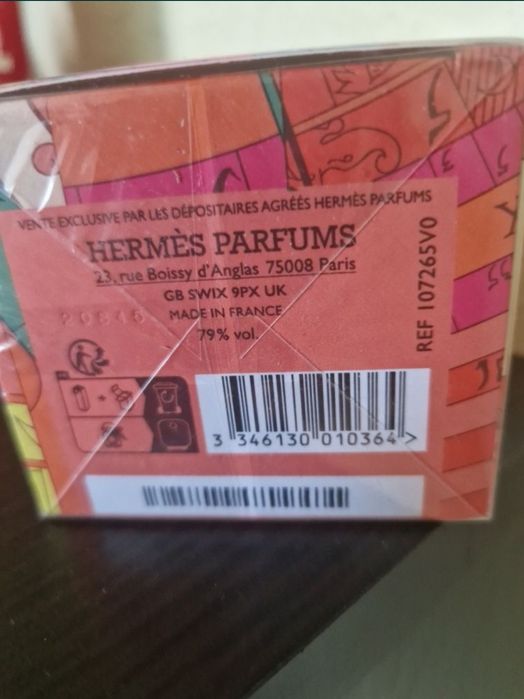 VENTE EXCLUSIVE PAR LES DÉPOSITAIRES AGRÉÉS HERMÈS PARFUMS
HERMÈS PARFUMS
23, rue Boissy d'Anglas 75008 Paris
GB SWIX 9PX UK
MADE IN FRANCE
79% vol.
REF 107265V0
3 346130 010364 >